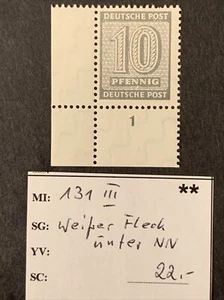 DEUTSCHE POST
10
PFENNIG
DEUTSCHE POST
1
MI: 131 III **
SG: weißer Fleck
YV: unter NN
SC: 22.-